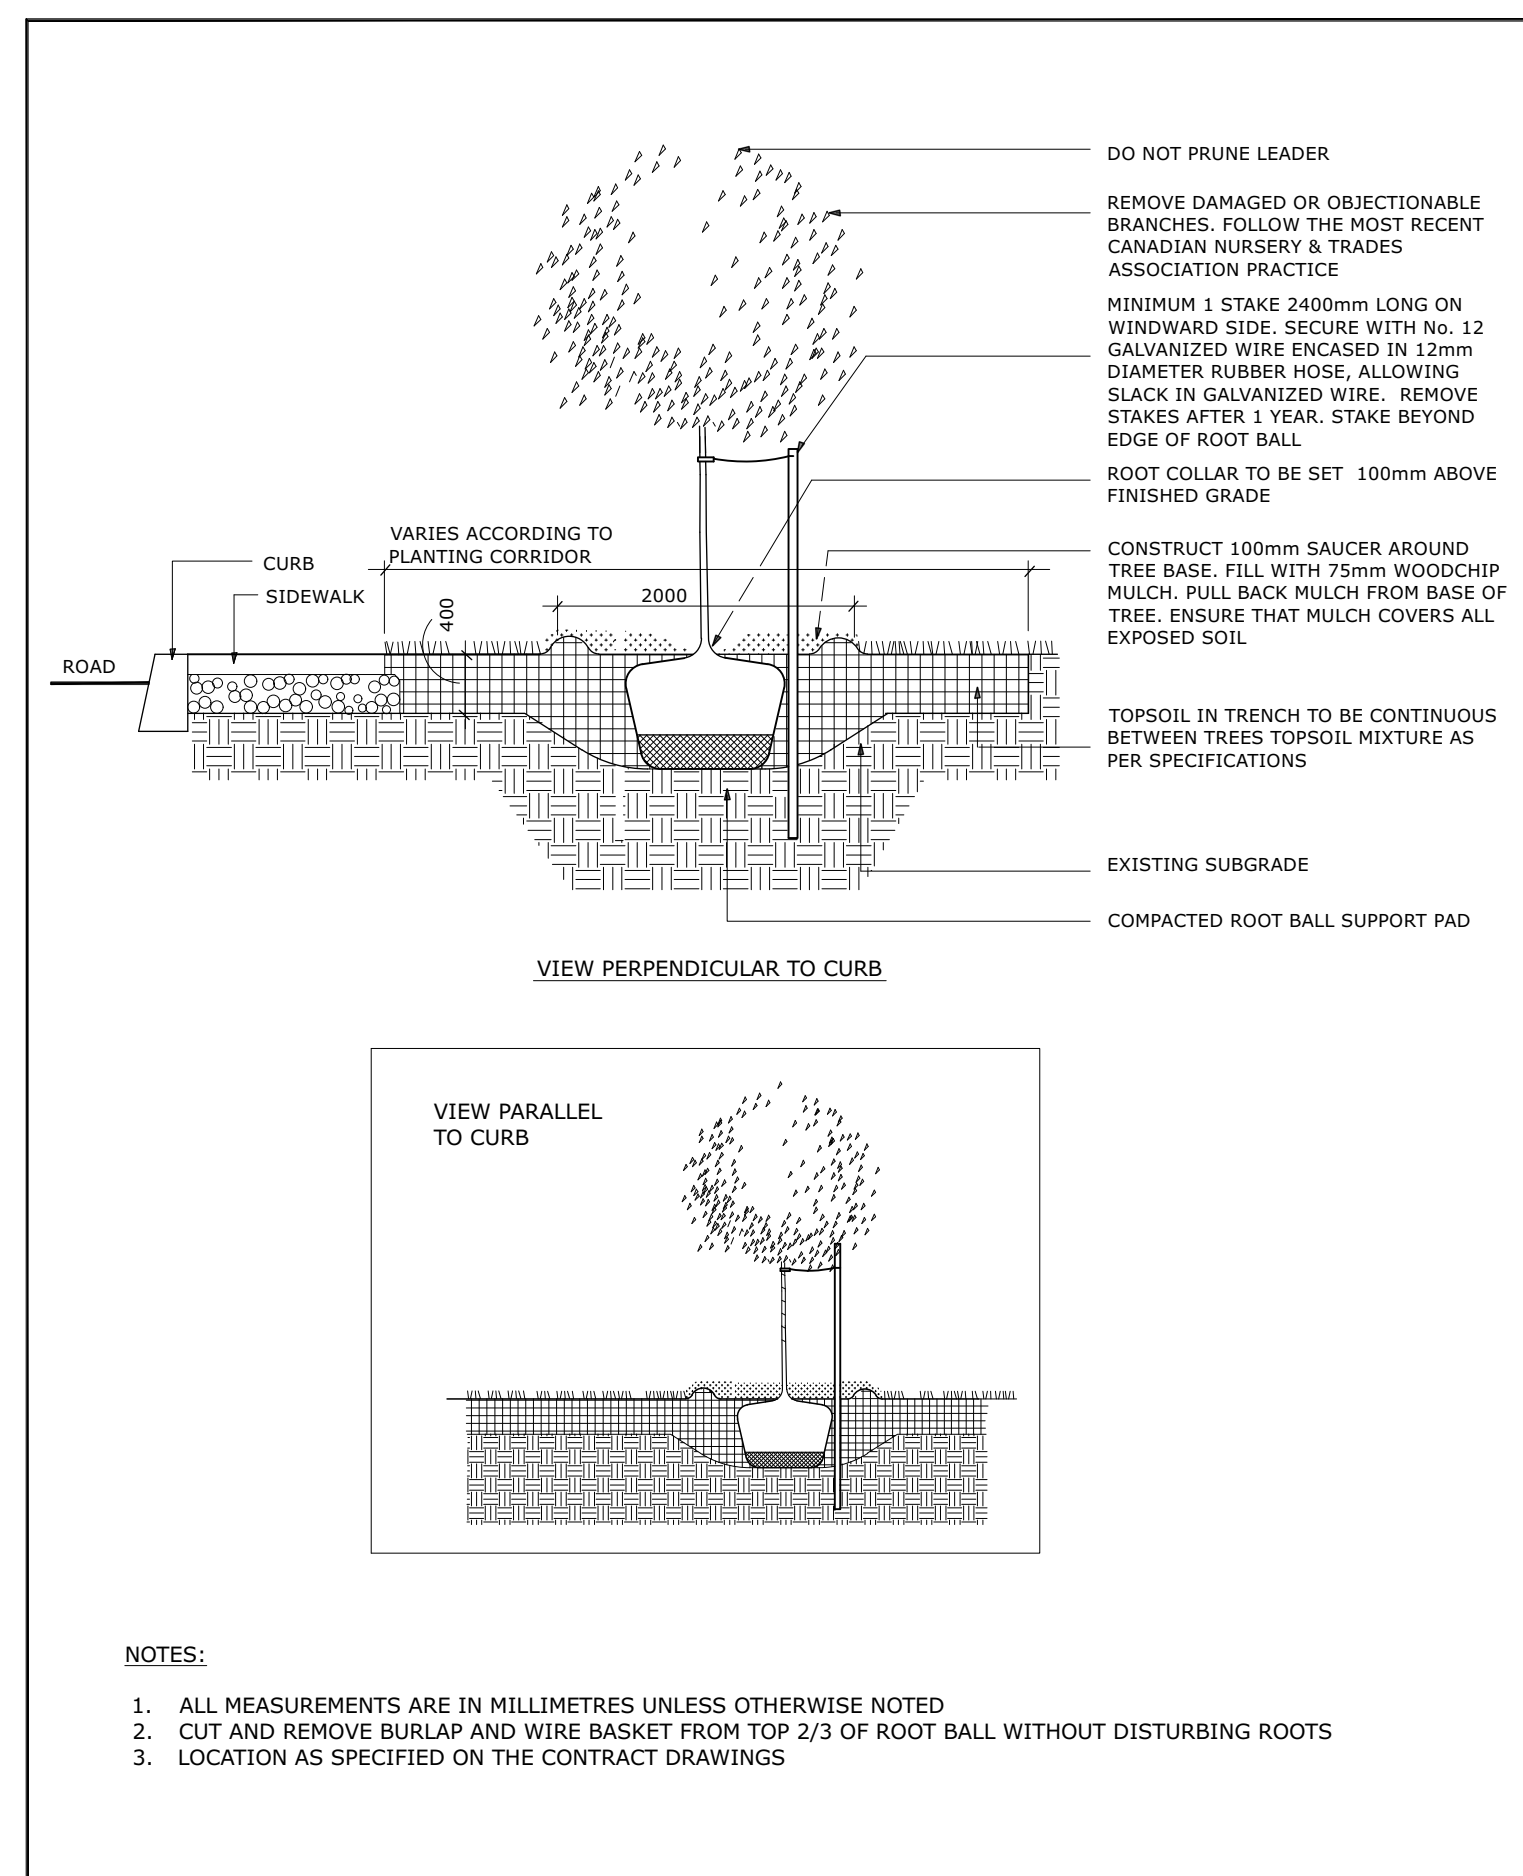 DO NOT PRUNE LEADER
REMOVE DAMAGED OR OBJECTIONABLE
BRANCHES. FOLLOW THE MOST RECENT
CANADIAN NURSERY & TRADES
ASSOCIATION PRACTICE
MINIMUM 1 STAKE 2400mm LONG ON
WINDWARD SIDE. SECURE WITH No. 12
GALVANIZED WIRE ENCASED IN 12mm
DIAMETER RUBBER HOSE, ALLOWING
SLACK IN GALVANIZED WIRE. REMOVE
STAKES AFTER 1 YEAR. STAKE BEYOND
EDGE OF ROOT BALL
ROOT COLLAR TO BE SET 100mm ABOVE
FINISHED GRADE
VARIES ACCORDING TO
PLANTING CORRIDOR
CURB
SIDEWALK
ROAD
400
2000
CONSTRUCT 100mm SAUCER AROUND
TREE BASE. FILL WITH 75mm WOODCHIP
MULCH. PULL BACK MULCH FROM BASE OF
TREE. ENSURE THAT MULCH COVERS ALL
EXPOSED SOIL
TOPSOIL IN TRENCH TO BE CONTINUOUS
BETWEEN TREES TOPSOIL MIXTURE AS
PER SPECIFICATIONS
EXISTING SUBGRADE
COMPACTED ROOT BALL SUPPORT PAD
VIEW PERPENDICULAR TO CURB
VIEW PARALLEL
TO CURB
NOTES:
1. ALL MEASUREMENTS ARE IN MILLIMETRES UNLESS OTHERWISE NOTED
2. CUT AND REMOVE BURLAP AND WIRE BASKET FROM TOP 2/3 OF ROOT BALL WITHOUT DISTURBING ROOTS
3. LOCATION AS SPECIFIED ON THE CONTRACT DRAWINGS